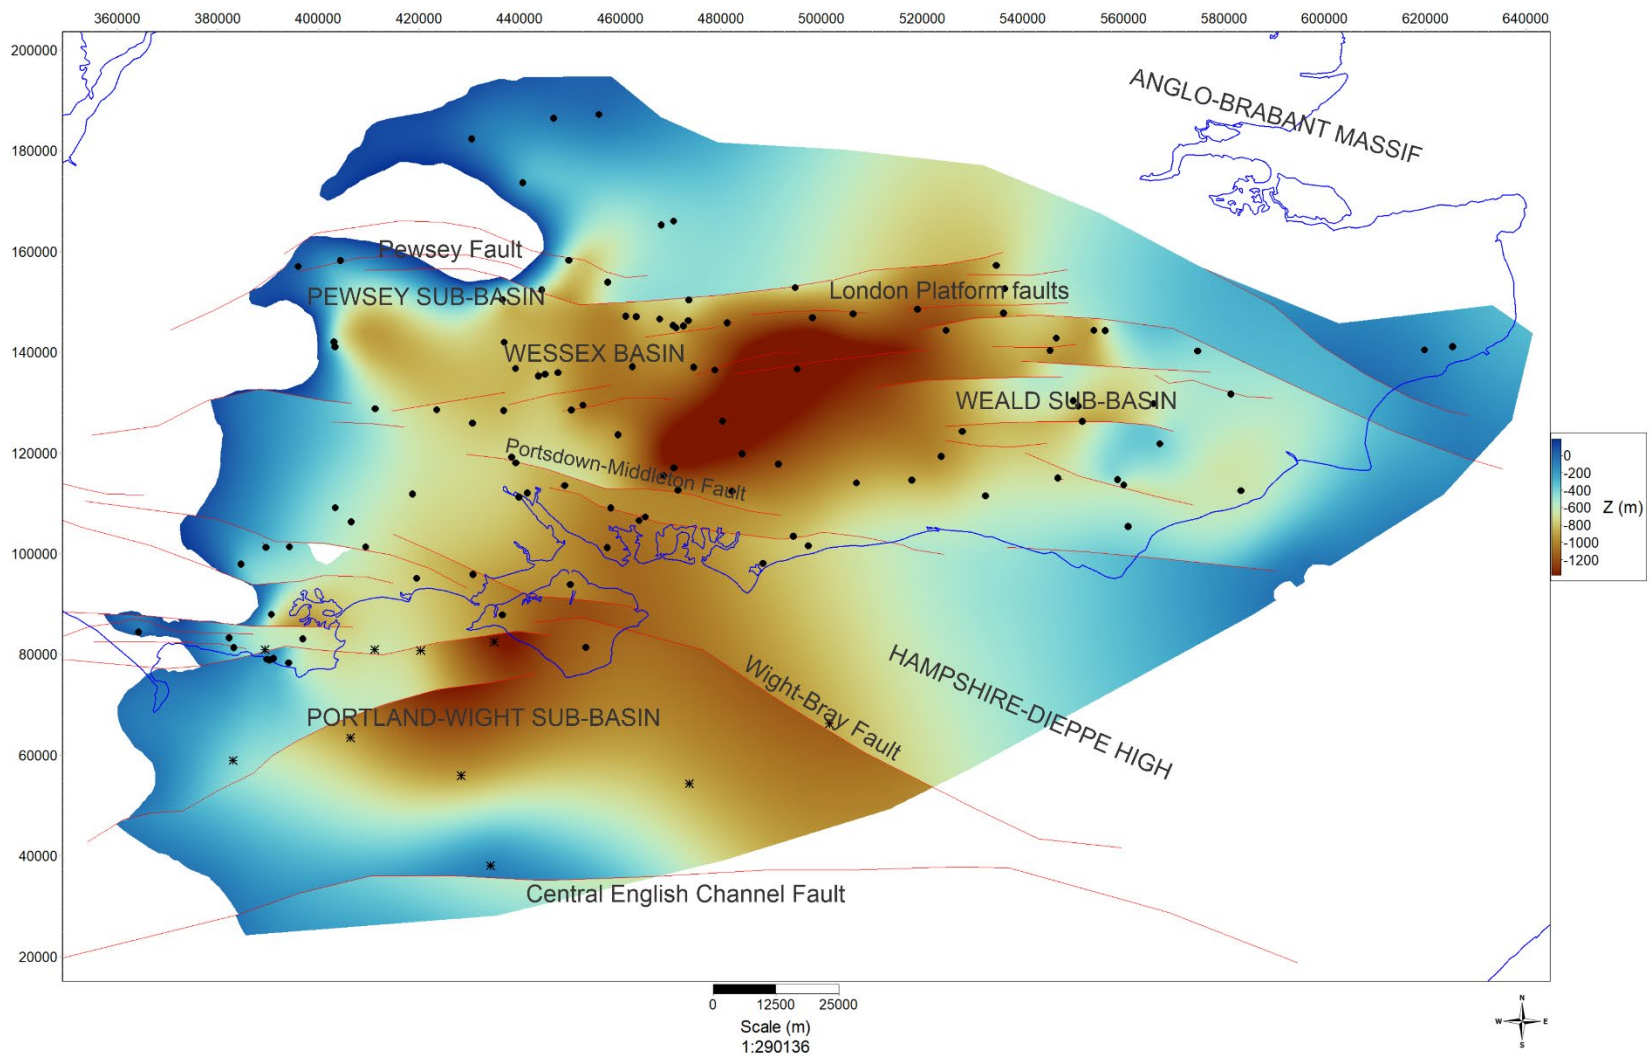 360000 380000 400000 420000 440000 460000 480000 500000 520000 540000 560000 580000 600000 620000 640000
200000
ANGLO-BRABANT MASSIF
180000
160000
Pewsey Fault
PEWSEY SUB-BASIN
London Platform faults
140000
WESSEX BASIN
WEALD SUB-BASIN
120000
Portsdown-Middleton Fault
0
-200
-400
-600
-800
-1000
-1200
Z (m)
100000
80000
HAMPSHIRE-DIEPPE HIGH
Wight-Bray Fault
PORTLAND-WIGHT SUB-BASIN
60000
40000
Central English Channel Fault
20000
0 12500 25000
Scale (m)
1:290136
N
W E
S